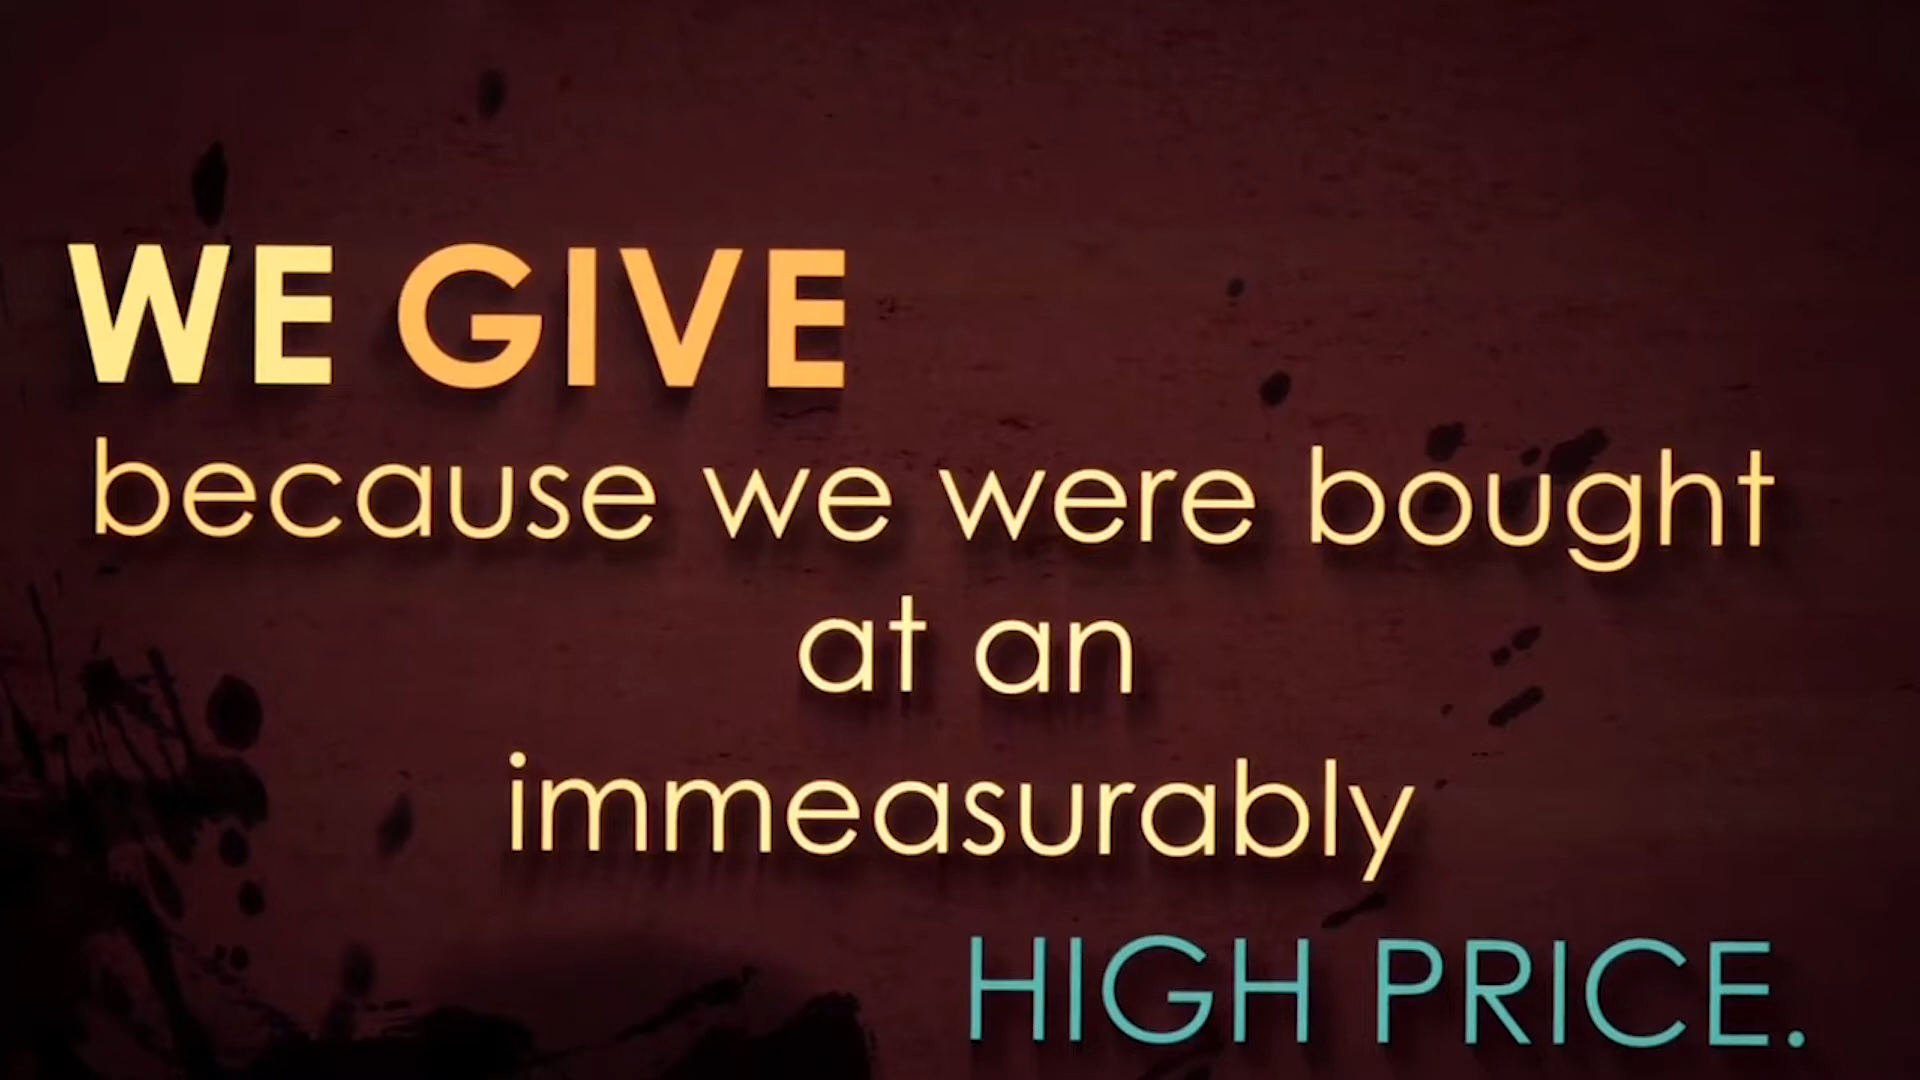 WE GIVE
because we were bought
at an
immeasurably
HIGH PRICE.